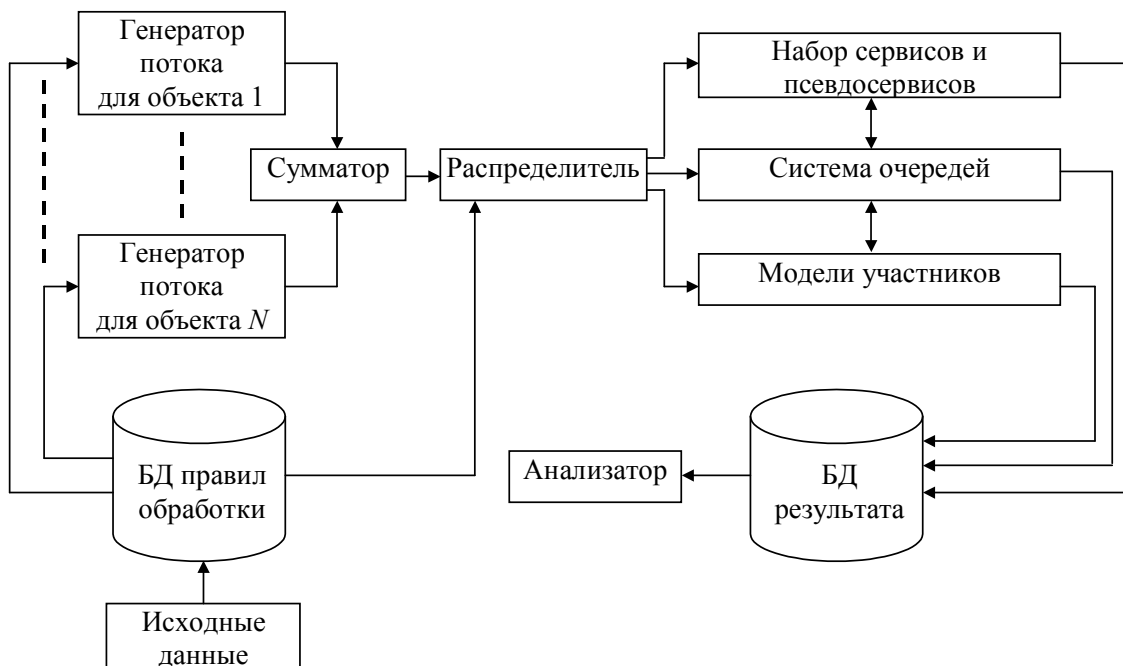 Генератор
потока
для объекта 1
Набор сервисов и
псевдосервисов
Сумматор
Распределитель
Система очередей
Генератор
потока
для объекта N
Модели участников
БД правил
обработки
Анализатор
БД
результата
Исходные
данные